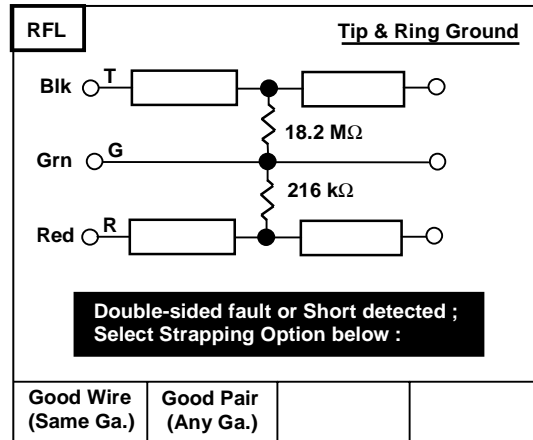 RFL
Tip & Ring Ground
Blk T
18.2 MΩ
Grn G
216 kΩ
Red R
Double-sided fault or Short detected ;
Select Strapping Option below :
Good Wire
(Same Ga.)
Good Pair
(Any Ga.)